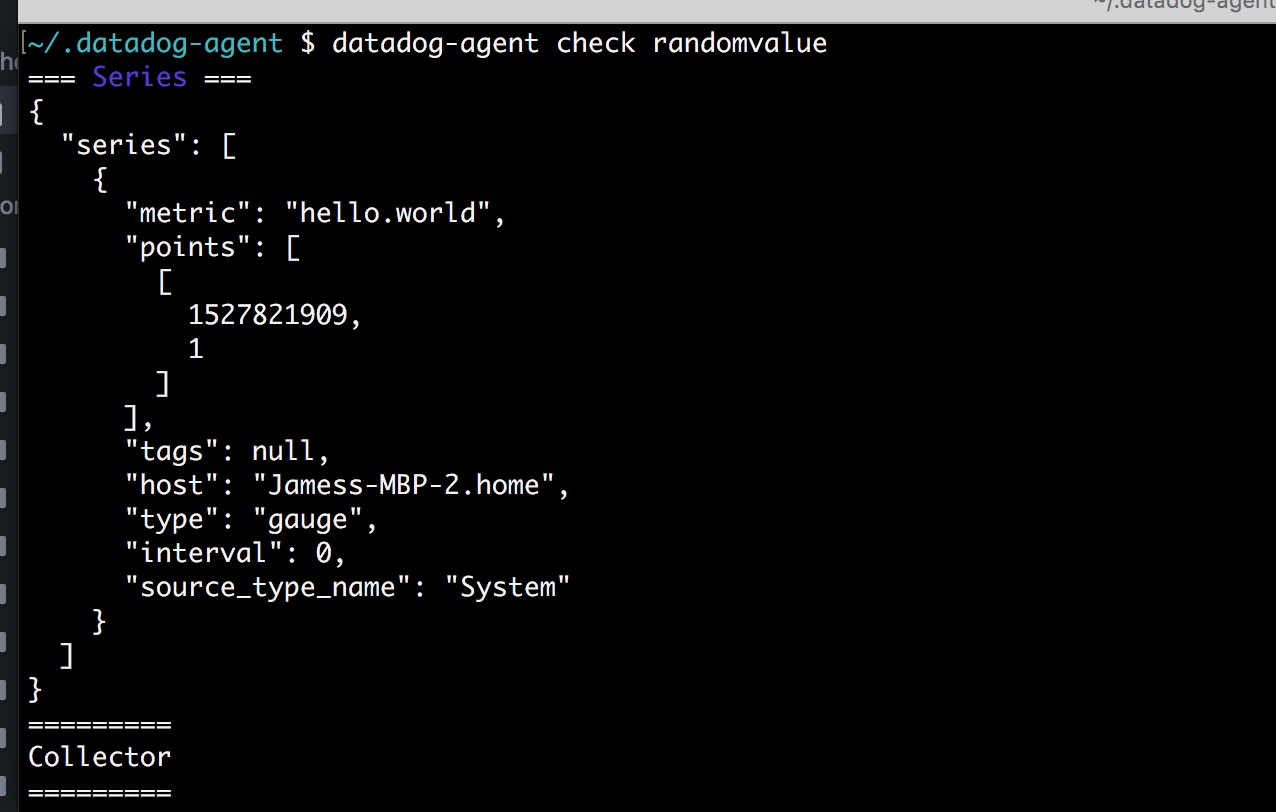 ~/.datadog-agent
[~/.datadog-agent $ datadog-agent check randomvalue
=== Series ===
{
  "series": [
    {
      "metric": "hello.world",
      "points": [
        [
          1527821909,
          1
        ]
      ],
      "tags": null,
      "host": "Jamess-MBP-2.home",
      "type": "gauge",
      "interval": 0,
      "source_type_name": "System"
    }
  ]
}
=========
Collector
=========